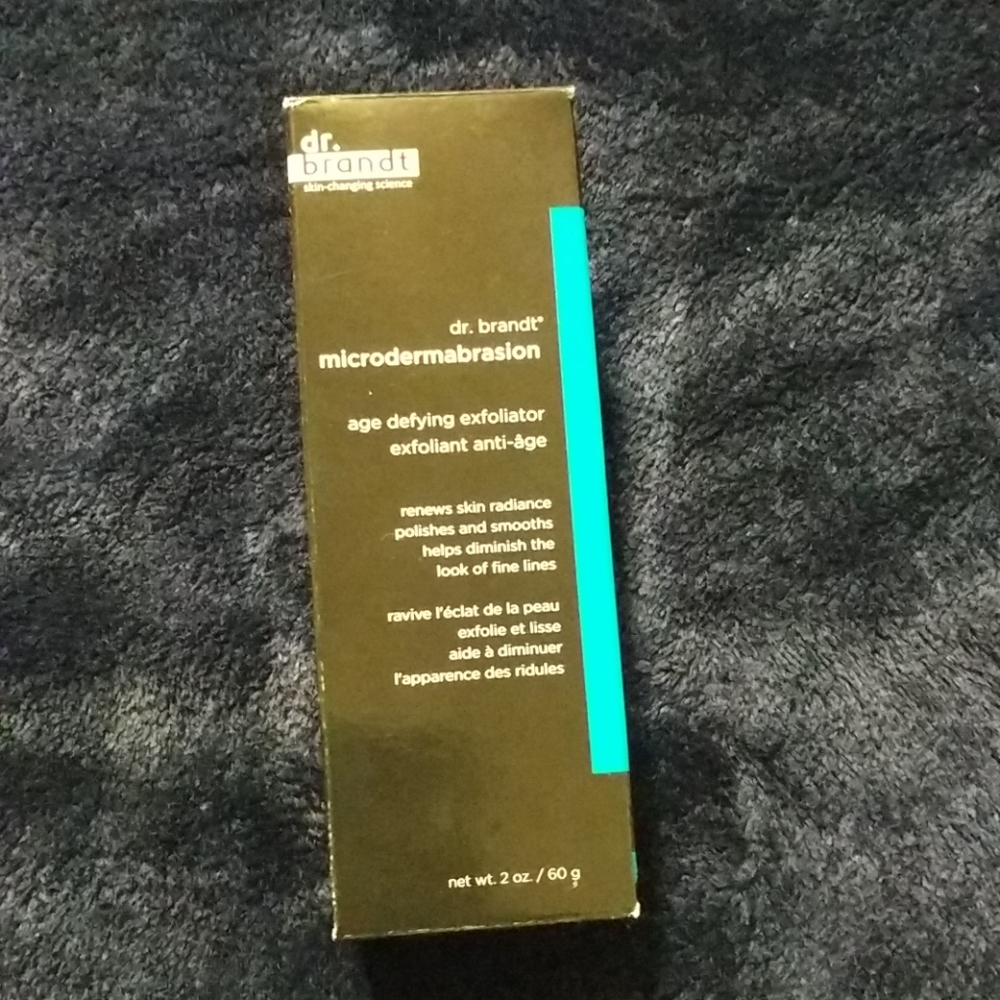 dr.
brandt
skin-changing science
dr. brandt®
microdermabrasion
age defying exfoliator
exfoliant anti-âge
renews skin radiance
polishes and smooths
helps diminish the
look of fine lines
ravive l'éclat de la peau
exfolie et lisse
aide à diminuer
l'apparence des ridules
net wt. 2 oz. / 60 g